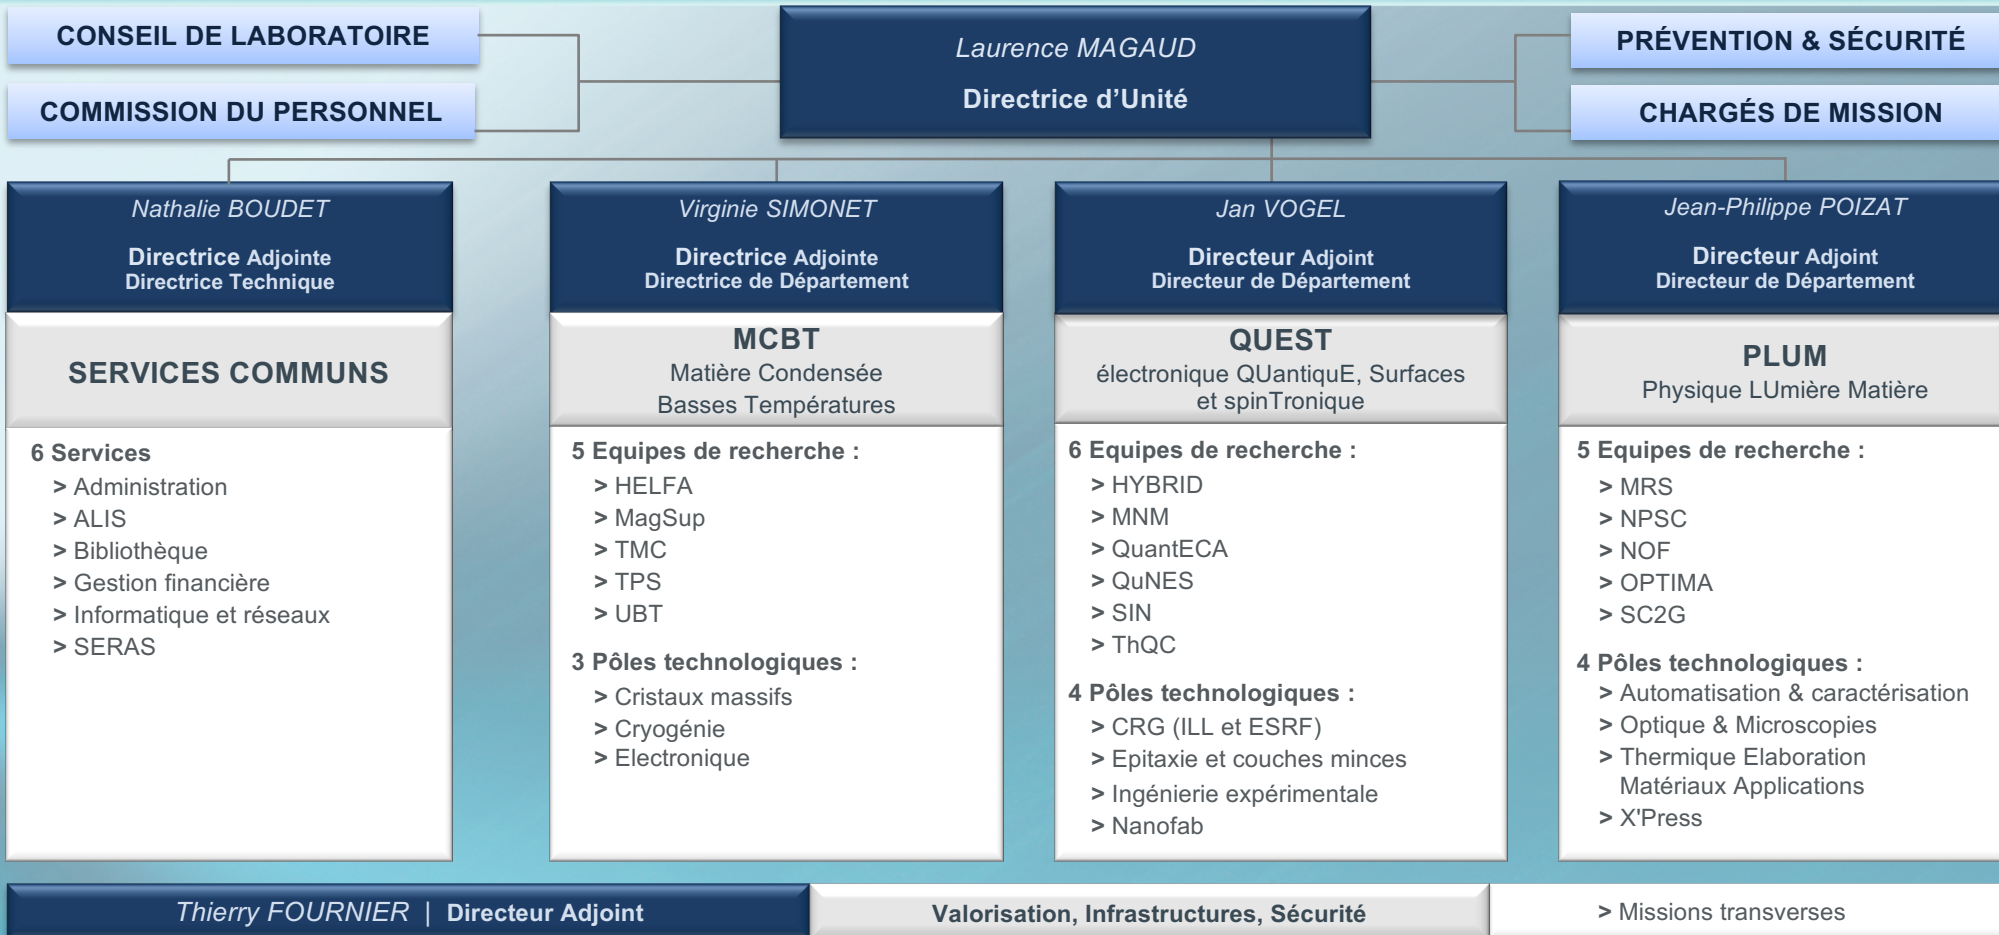 CONSEIL DE LABORATOIRE
COMMISSION DU PERSONNEL
Laurence MAGAUD
Directrice d’Unité
PRÉVENTION & SÉCURITÉ
CHARGÉS DE MISSION
Nathalie BOUDET
Directrice Adjointe
Directrice Technique
SERVICES COMMUNS
6 Services
> Administration
> ALIS
> Bibliothèque
> Gestion financière
> Informatique et réseaux
> SERAS
Virginie SIMONET
Directrice Adjointe
Directrice de Département
MCBT
Matière Condensée
Basses Températures
5 Equipes de recherche :
> HELFA
> MagSup
> TMC
> TPS
> UBT
3 Pôles technologiques :
> Cristaux massifs
> Cryogénie
> Electronique
Jan VOGEL
Directeur Adjoint
Directeur de Département
QUEST
électronique QUantiquE, Surfaces
et spinTronique
6 Equipes de recherche :
> HYBRID
> MNM
> QuantECA
> QuNES
> SIN
> ThQC
4 Pôles technologiques :
> CRG (ILL et ESRF)
> Epitaxie et couches minces
> Ingénierie expérimentale
> Nanofab
Jean-Philippe POIZAT
Directeur Adjoint
Directeur de Département
PLUM
Physique LUmière Matière
5 Equipes de recherche :
> MRS
> NPSC
> NOF
> OPTIMA
> SC2G
4 Pôles technologiques :
> Automatisation & caractérisation
> Optique & Microscopies
> Thermique Elaboration
Matériaux Applications
> X'Press
Thierry FOURNIER | Directeur Adjoint
Valorisation, Infrastructures, Sécurité
> Missions transverses